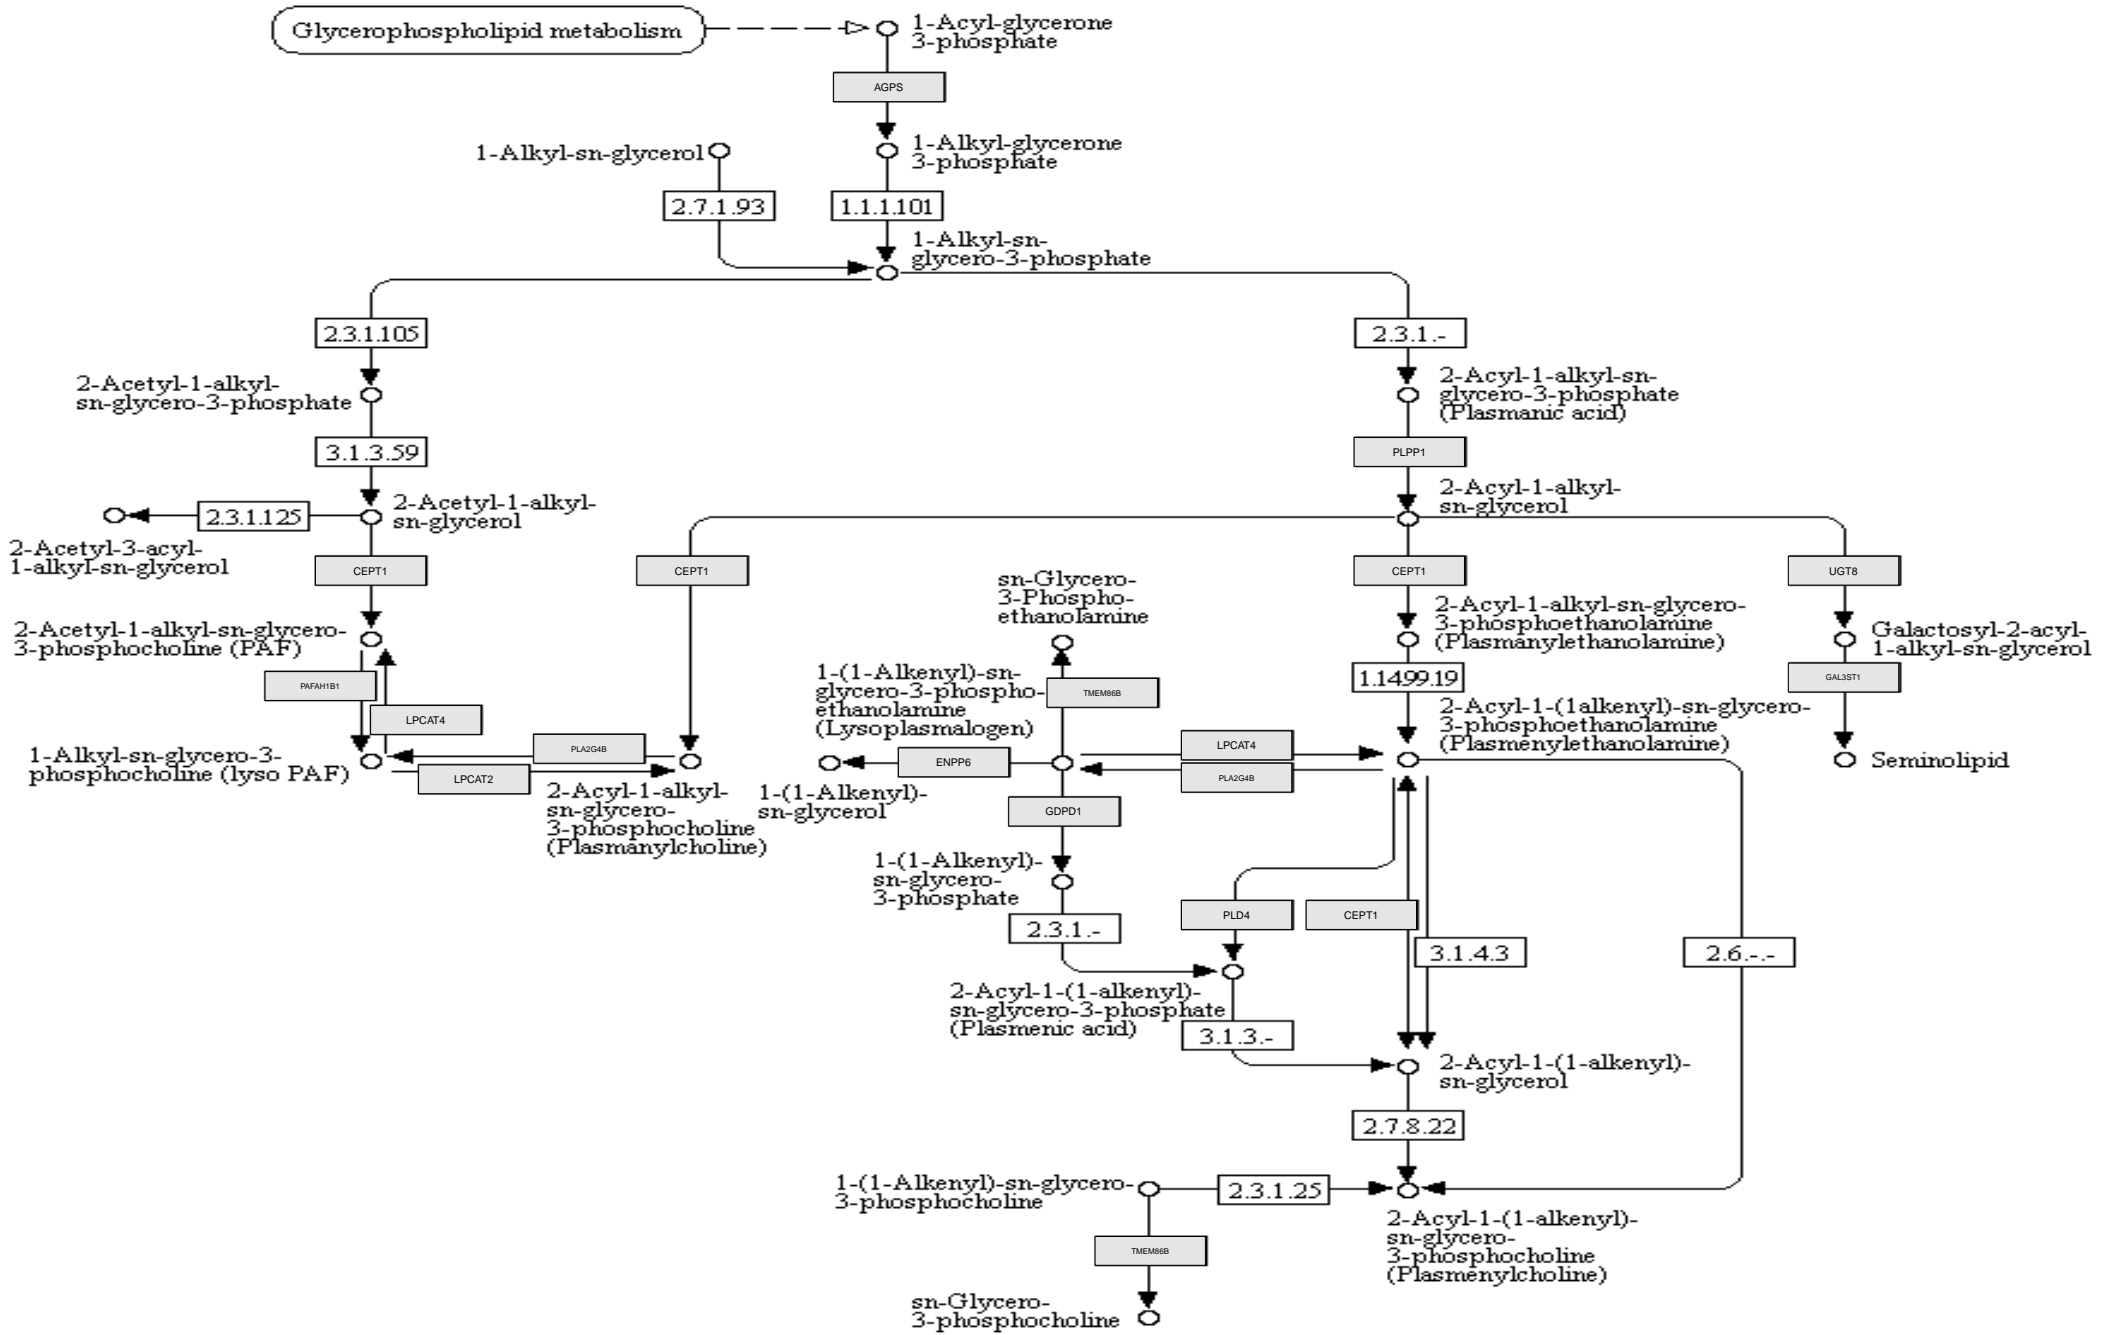 Glycerophospholipid metabolism
1-Acyl-glycerone
3-phosphate
AGPS
1-Alkyl-sn-glycerol
1-Alkyl-glycerone
3-phosphate
2.7.1.93
1.1.1.101
1-Alkyl-sn-
glycero-3-phosphate
2.3.1.105
2.3.1.-
2-Acetyl-1-alkyl-
sn-glycero-3-phosphate
2-Acyl-1-alkyl-sn-
glycero-3-phosphate
(Plasmanic acid)
3.1.3.59
PLPP1
2.3.1.125
2-Acetyl-1-alkyl-
sn-glycerol
2-Acyl-1-alkyl-
sn-glycerol
2-Acetyl-3-acyl-
1-alkyl-sn-glycerol
CEPT1
CEPT1
CEPT1
UGT8
sn-Glycero-
3-Phospho-
ethanolamine
2-Acetyl-1-alkyl-sn-glycero-
3-phosphocholine (PAF)
2-Acyl-1-alkyl-sn-glycero-
3-phosphoethanolamine
(Plasmanylethanolamine)
Galactosyl-2-acyl-
1-alkyl-sn-glycerol
PAFAH1B1
LPCAT4
1-(1-Alkenyl)-sn-
glycero-3-phospho-
ethanolamine
(Lysoplasmalogen)
TMEM86B
1.14.99.19
GAL3ST1
2-Acyl-1-(1alkenyl)-sn-glycero-
3-phosphoethanolamine
(Plasmenylethanolamine)
1-Alkyl-sn-glycero-3-
phosphocholine (lyso PAF)
PLA2G4B
LPCAT2
ENPP6
LPCAT4
PLA2G4B
Seminolipid
2-Acyl-1-alkyl-
sn-glycero-
3-phosphocholine
(Plasmanylcholine)
1-(1-Alkenyl)-
sn-glycerol
GDPD1
1-(1-Alkenyl)-
sn-glycero-
3-phosphate
2.3.1.-
PLD4
CEPT1
3.1.4.3
2.6.-.-
2-Acyl-1-(1-alkenyl)-
sn-glycero-3-phosphate
(Plasmenic acid)
3.1.3.-
2-Acyl-1-(1-alkenyl)-
sn-glycerol
2.7.8.22
1-(1-Alkenyl)-sn-glycero-
3-phosphocholine
2.3.1.25
2-Acyl-1-(1-alkenyl)-
sn-glycero-
3-phosphocholine
(Plasmenylcholine)
TMEM86B
sn-Glycero-
3-phosphocholine